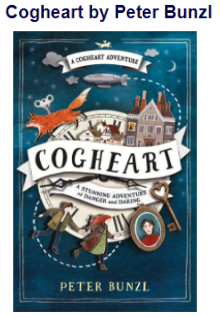 Cogheart by Peter Bunzl
A COGHEART ADVENTURE
COGHEART
A STUNNING ADVENTURE
OF DANGER AND DARING
PETER BUNZL